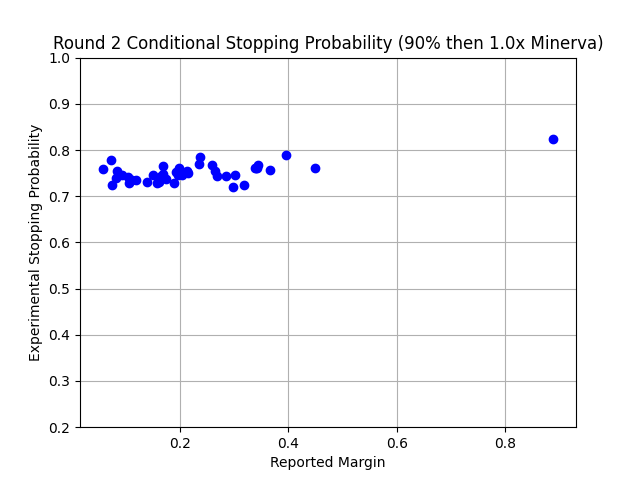 Round 2 Conditional Stopping Probability (90% then 1.0x Minerva)
1.0
0.9
0.8
0.7
0.6
0.5
0.4
0.3
0.2
Experimental Stopping Probability
0.2 0.4 0.6 0.8
Reported Margin